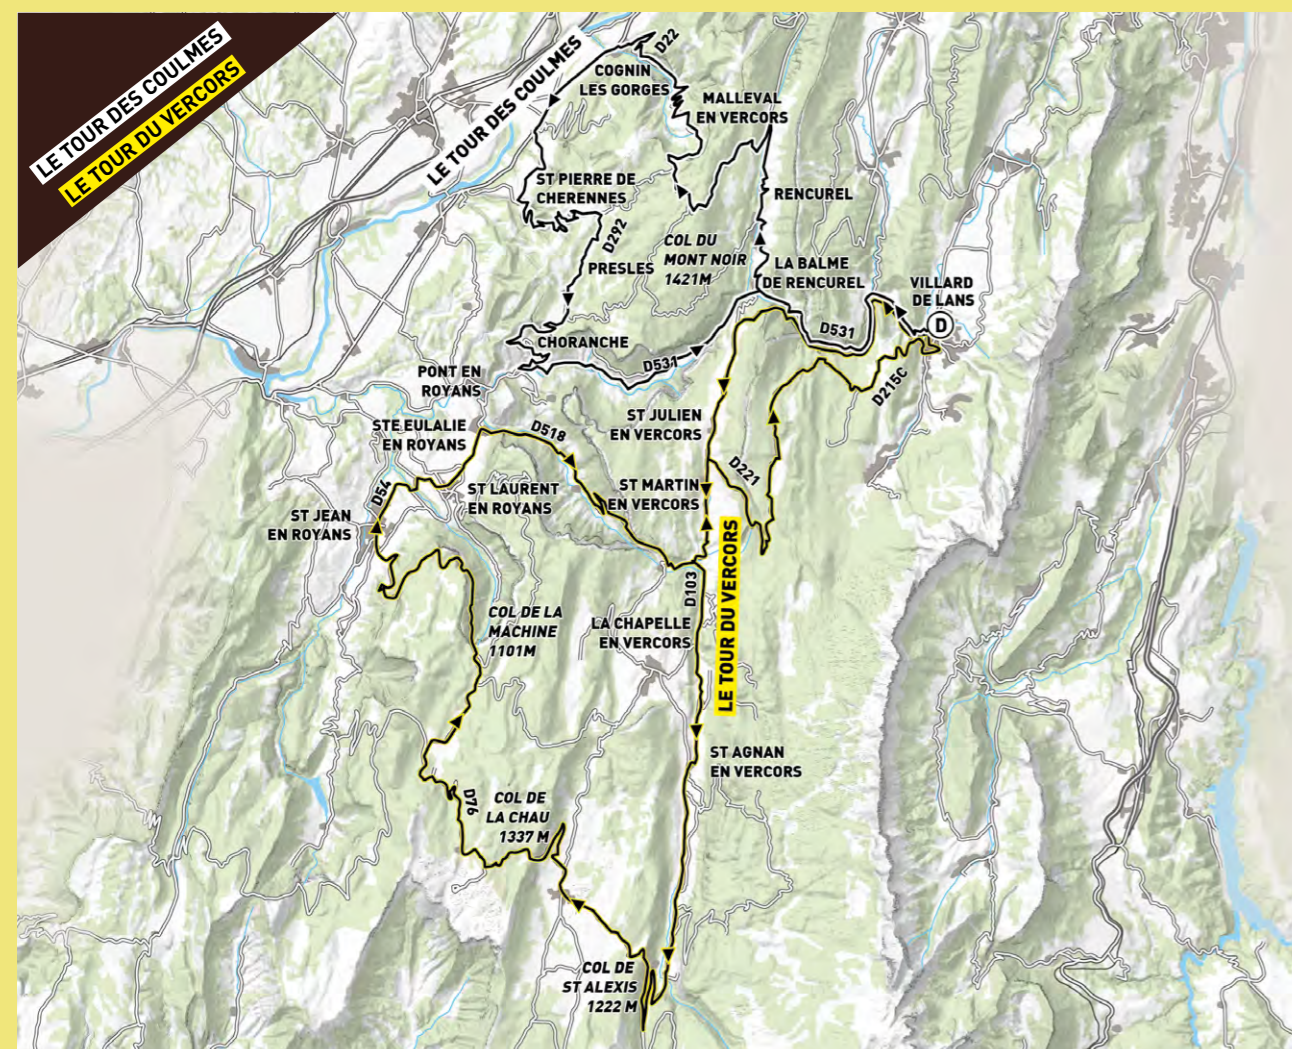 LE TOUR DES COULMES
LE TOUR DU VERCORS
LE TOUR DES COULMES
D22
COGNIN
LES GORGES
MALLEVAL
EN VERCORS
ST PIERRE DE
CHERENNES
D292
RENCUREL
COL DU
MONT NOIR
1421M
PRESLES
LA BALME
DE RENCUREL
VILLARD
DE LANS
D
D531
CHORANCHE
D531
PONT EN
ROYANS
D215C
ST JULIEN
EN VERCORS
STE EULALIE
EN ROYANS
D518
D221
D54
ST LAURENT
EN ROYANS
ST MARTIN
EN VERCORS
ST JEAN
EN ROYANS
LE TOUR DU VERCORS
D103
COL DE LA
MACHINE
1101M
LA CHAPELLE
EN VERCORS
ST AGNAN
EN VERCORS
D76
COL DE
LA CHAU
1337 M
COL DE
ST ALEXIS
1222 M